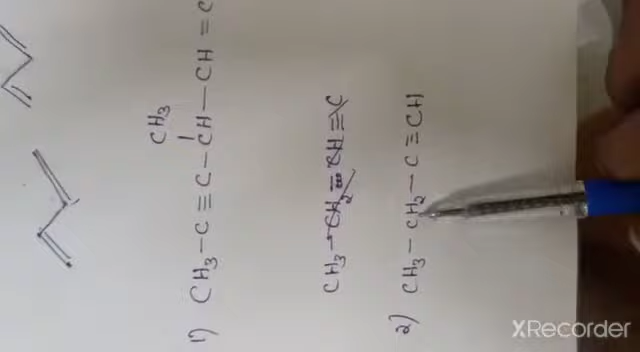 CH3
1) CH3-C≡C-CH-CH=C
CH3-CH2=CH≡C
2) CH3-CH2-C≡CH
XRecorder